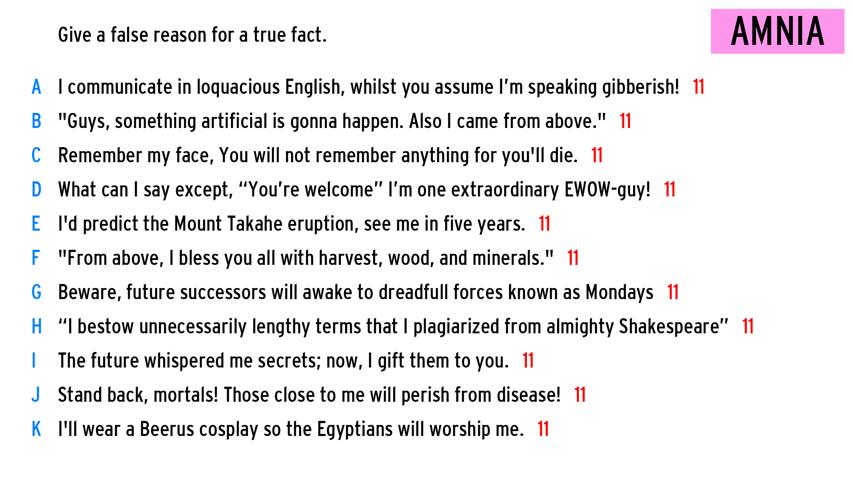 Give a false reason for a true fact.
AMNIA
A I communicate in loquacious English, whilst you assume I'm speaking gibberish! 11
B "Guys, something artificial is gonna happen. Also I came from above." 11
C Remember my face, You will not remember anything for you'll die. 11
D What can I say except, “You're welcome” I'm one extraordinary EWOW-guy! 11
E I'd predict the Mount Takahe eruption, see me in five years. 11
F "From above, I bless you all with harvest, wood, and minerals." 11
G Beware, future successors will awake to dreadfull forces known as Mondays 11
H “I bestow unnecessarily lengthy terms that I plagiarized from almighty Shakespeare” 11
I The future whispered me secrets; now, I gift them to you. 11
J Stand back, mortals! Those close to me will perish from disease! 11
K I'll wear a Beerus cosplay so the Egyptians will worship me. 11